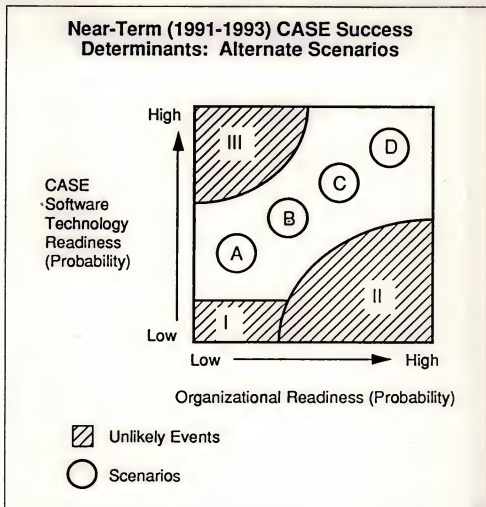 Near-Term (1991-1993) CASE Success
Determinants: Alternate Scenarios
High
III
D
CASE
Software
Technology
Readiness
(Probability)
C
B
A
II
I
Low
Low
High
Organizational Readiness (Probability)
Unlikely Events
Scenarios